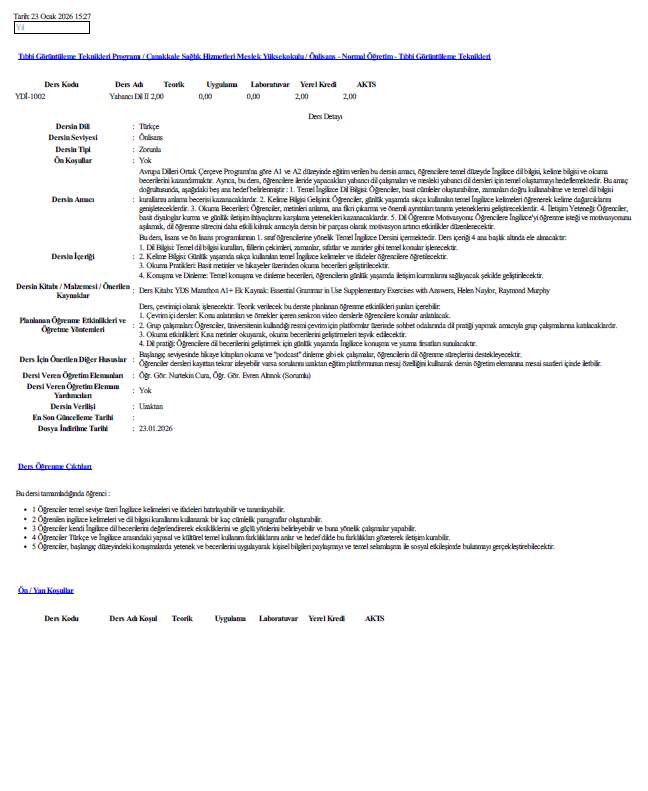 Tarih: 23 Ocak 2026 15:27
Yıl
Tıbbi Görüntüleme Teknikleri Programı / Çanakkale Sağlık Hizmetleri Meslek Yüksekokulu / Önlisans - Normal Öğretim - Tıbbi Görüntüleme Teknikleri
Ders Kodu Ders Adı Teorik Uygulama Laboratuvar Yerel Kredi AKTS
YDİ-1002 Yabancı Dil II 2,00 0,00 0,00 2,00 2,00
Ders Detayı
Dersin Dili : Türkçe
Dersin Seviyesi : Önlisans
Dersin Tipi : Zorunlu
Ön Koşullar : Yok
Dersin Amacı :
Avrupa Dilleri Ortak Çerçeve Programı'na göre A1 ve A2 düzeyinde eğitim verilen bu dersin amacı, öğrencilere temel düzeyde İngilizce dil bilgisi, kelime bilgisi ve okuma
becerilerini kazandırmaktır. Ayrıca, bu ders, öğrencilere ileride yapacakları yabancı dil çalışmaları ve mesleki yabancı dil dersleri için temel oluşturmayı hedeflemektedir. Bu amaç
doğrultusunda, aşağıdaki beş ana hedef belirlenmiştir : 1. Temel İngilizce Dil Bilgisi: Öğrenciler, basit cümleler oluşturabilme, zamanları doğru kullanabilme ve temel dil bilgisi
kurallarını anlama becerisi kazanacaklardır. 2. Kelime Bilgisi Gelişimi: Öğrenciler, günlük yaşamda sıkça kullanılan temel İngilizce kelimeleri öğrenerek kelime dağarcıklarını
genişleteceklerdir. 3. Okuma Becerileri: Öğrenciler, metinleri anlama, ana fikri çıkarma ve önemli ayrıntıları tanıma yeteneklerini geliştireceklerdir. 4. İletişim Yeteneği: Öğrenciler,
basit diyaloglar kurma ve günlük iletişim ihtiyaçlarını karşılama yetenekleri kazanacaklardır. 5. Dil Öğrenme Motivasyonu: Öğrencilere İngilizce'yi öğrenme isteği ve motivasyonunu
aşılamak, dil öğrenme sürecini daha etkili kılmak amacıyla dersin bir parçası olarak motivasyon artırıcı etkinlikler düzenlenecektir.
Dersin İçeriği :
Bu ders, lisans ve ön lisans programlarının 1. sınıf öğrencilerine yönelik Temel İngilizce Dersini içermektedir. Ders içeriği 4 ana başlık altında ele alınacaktır:
1. Dil Bilgisi: Temel dil bilgisi kuralları, fiillerin çekimleri, zamanlar, sıfatlar ve zamirler gibi temel konular işlenecektir.
2. Kelime Bilgisi: Günlük yaşamda sıkça kullanılan temel İngilizce kelimeler ve ifadeler öğrencilere öğretilecektir.
3. Okuma Pratikleri: Basit metinler ve hikayeler üzerinden okuma becerileri geliştirilecektir.
4. Konuşma ve Dinleme: Temel konuşma ve dinleme becerileri, öğrencilerin günlük yaşamda iletişim kurmalarını sağlayacak şekilde geliştirilecektir.
Dersin Kitabı / Malzemesi / Önerilen
Kaynaklar
: Ders Kitabı: YDS Marathon A1+ Ek Kaynak: Essential Grammar in Use Supplementary Exercises with Answers, Helen Naylor, Raymond Murphy
Planlanan Öğrenme Etkinlikleri ve
Öğretme Yöntemleri
:
Ders, çevrimiçi olarak işlenecektir. Teorik verilecek bu derste planlanan öğrenme etkinlikleri şunları içerebilir:
1. Çevrim içi dersler: Konu anlatımları ve örnekler içeren senkron video derslerle öğrencilere konular anlatılacak.
2. Grup çalışmaları: Öğrenciler, üniversitenin kullandığı resmi çevrim için platformlar üzerinde sohbet odalarında dil pratiği yapmak amacıyla grup çalışmalarına katılacaklardır.
3. Okuma etkinlikleri: Kısa metinler okuyarak, okuma becerilerini geliştirmeleri teşvik edilecektir.
4. Dil pratiği: Öğrencilere dil becerilerini geliştirmek için günlük yaşamda İngilizce konuşma ve yazma fırsatları sunulacaktır.
Ders İçin Önerilen Diğer Hususlar :
Başlangıç seviyesinde hikaye kitapları okuma ve "podcast" dinleme gibi ek çalışmalar, öğrencilerin dil öğrenme süreçlerini destekleyecektir.
Öğrenciler dersleri kayıttan tekrar izleyebilir varsa sorularını uzaktan eğitim platformunun mesaj özelliğini kullnarak dersin öğretim elemanına mesai saatleri içinde iletbilir.
Dersi Veren Öğretim Elemanları : Öğr. Gör. Nurtekin Cura, Öğr. Gör. Evren Altınok (Sorumlu)
Dersi Veren Öğretim Elemanı
Yardımcıları
: Yok
Dersin Verilişi : Uzaktan
En Son Güncelleme Tarihi :
Dosya İndirilme Tarihi : 23.01.2026
Ders Öğrenme Çıktıları
Bu dersi tamamladığında öğrenci :
• 1 Öğrenciler temel seviye üzeri İngilizce kelimeleri ve ifadeleri hatırlayabilir ve tanımlayabilir.
• 2 Öğrenilen ingilizce kelimeleri ve dil bilgisi kurallarını kullanarak bir kaç cümlelik paragraflar oluşturabilir.
• 3 Öğrenciler kendi İngilizce dil becerilerini değerlendirerek eksikliklerini ve güçlü yönlerini belirleyebilir ve buna yönelik çalışmalar yapabilir.
• 4 Öğrenciler Türkçe ve İngilizce arasındaki yapısal ve kültürel temel kullanım farklılıklarını anlar ve hedef dilde bu farklılıkları gözeterek iletişim kurabilir.
• 5 Öğrenciler, başlangıç düzeyindeki konuşmalarda yetenek ve becerilerini uygulayarak kişisel bilgileri paylaşmayı ve temel selamlaşma ile sosyal etkileşimde bulunmayı gerçekleştirebilecektir.
Ön / Yan Koşullar
Ders Kodu Ders Adı Koşul Teorik Uygulama Laboratuvar Yerel Kredi AKTS